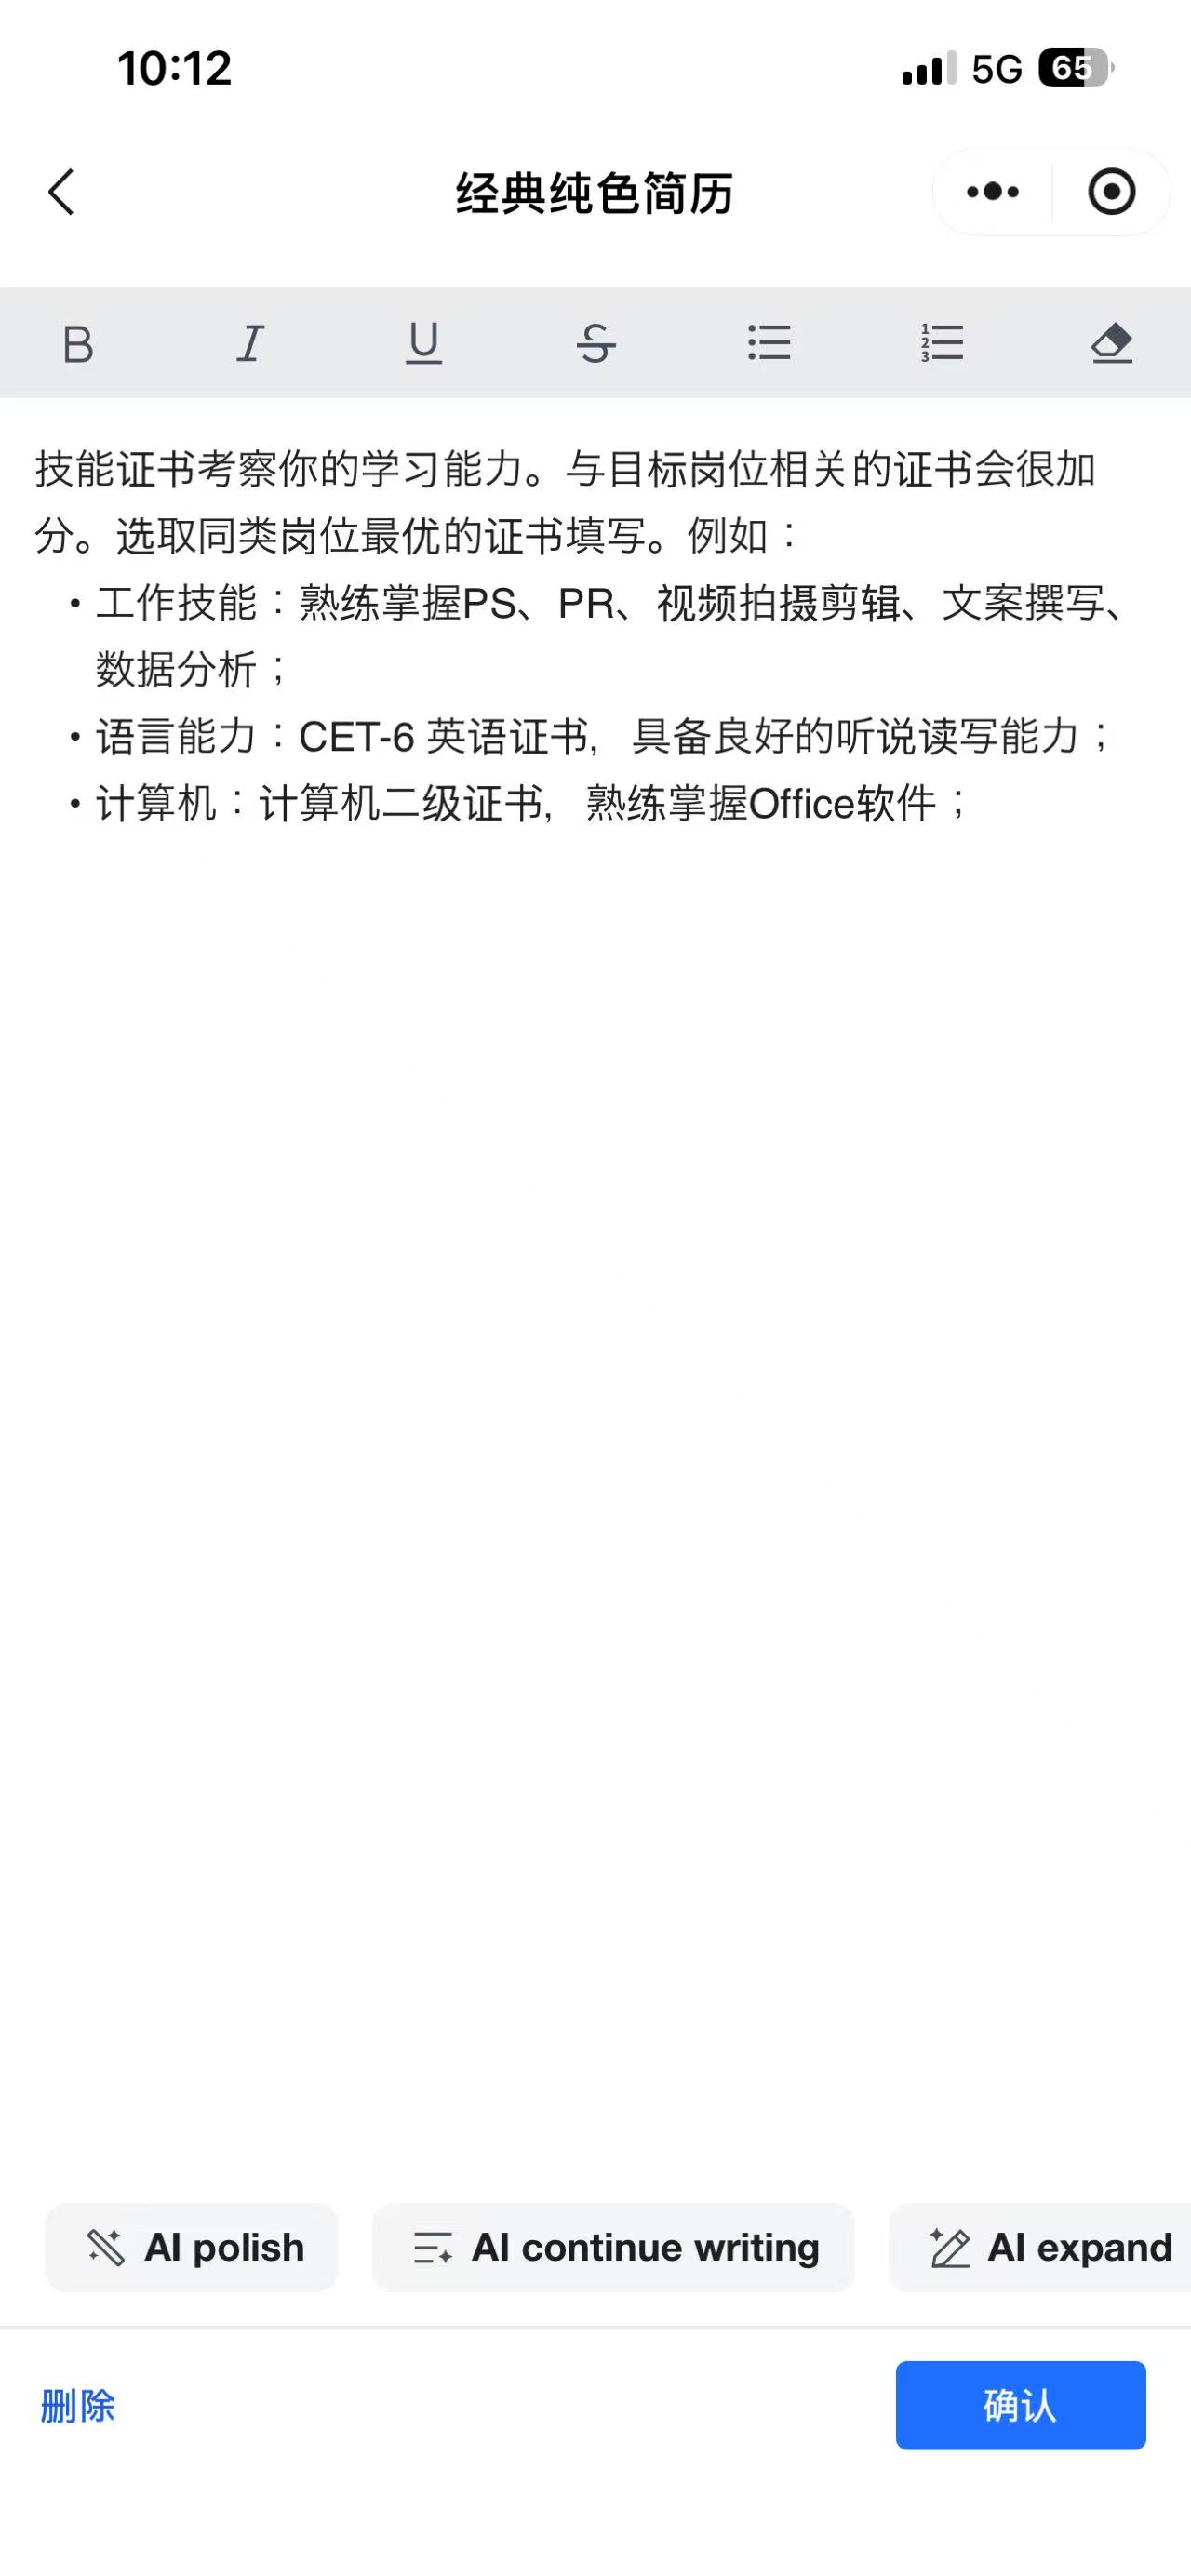 10:12
5G 65
经典纯色简历
B I U S
技能证书考察你的学习能力。与目标岗位相关的证书会很加
分。选取同类岗位最优的证书填写。例如：
• 工作技能：熟练掌握PS、PR、视频拍摄剪辑、文案撰写、
数据分析；
• 语言能力：CET-6 英语证书，具备良好的听说读写能力；
• 计算机：计算机二级证书，熟练掌握Office软件；
AI polish
AI continue writing
AI expand
删除
确认